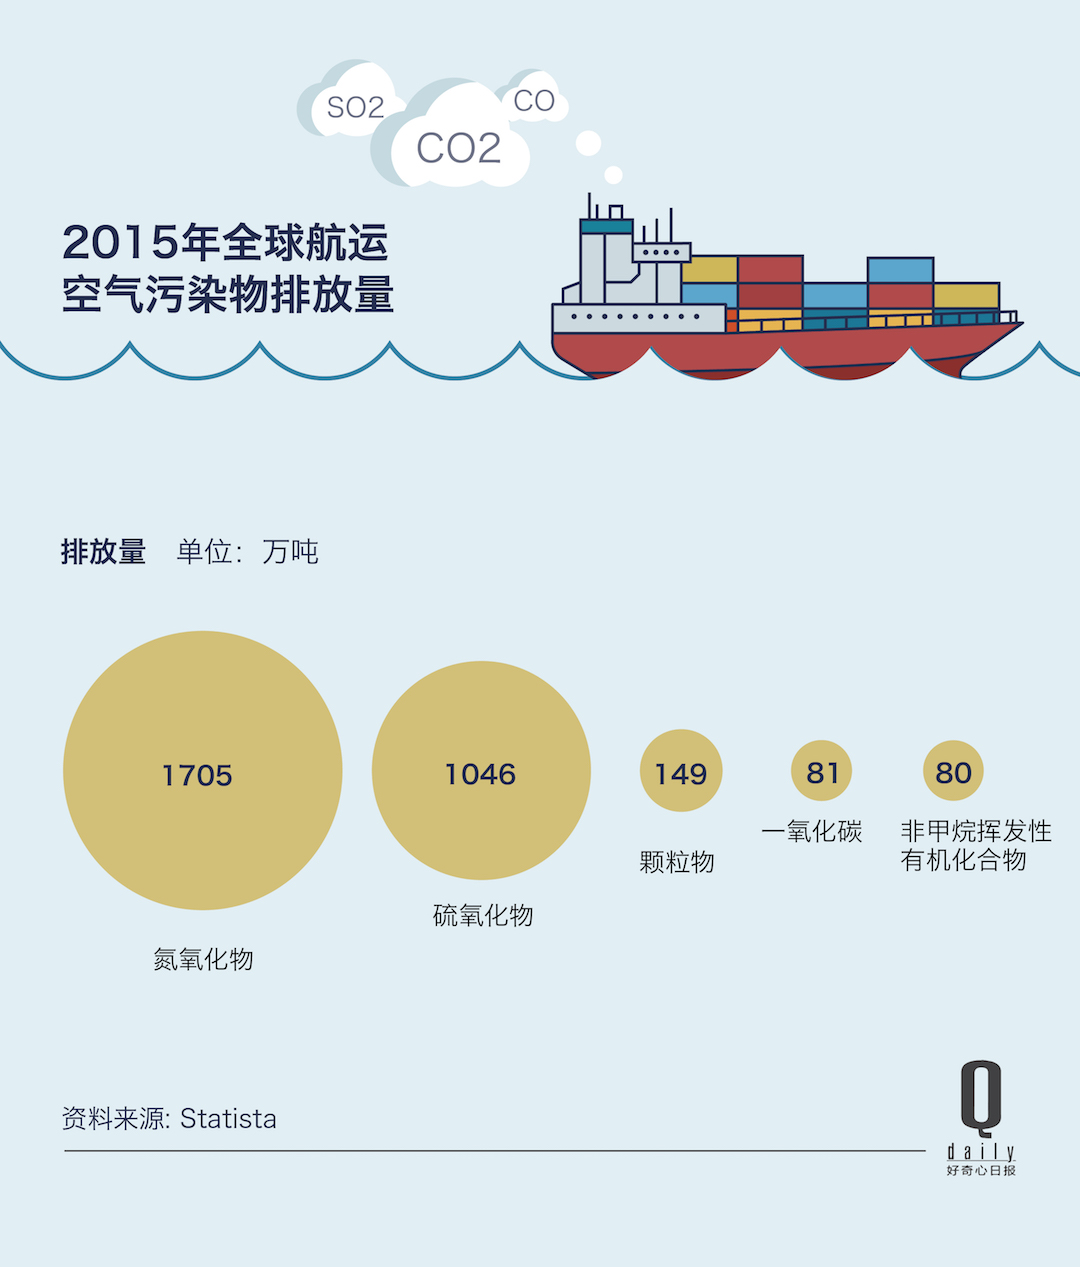 SO2
CO2
CO
2015年全球航运
空气污染物排放量
排放量 单位：万吨
1705
1046
149
81
80
氮氧化物
硫氧化物
颗粒物
一氧化碳
非甲烷挥发性
有机化合物
资料来源: Statista
Q
daily
好奇心日报